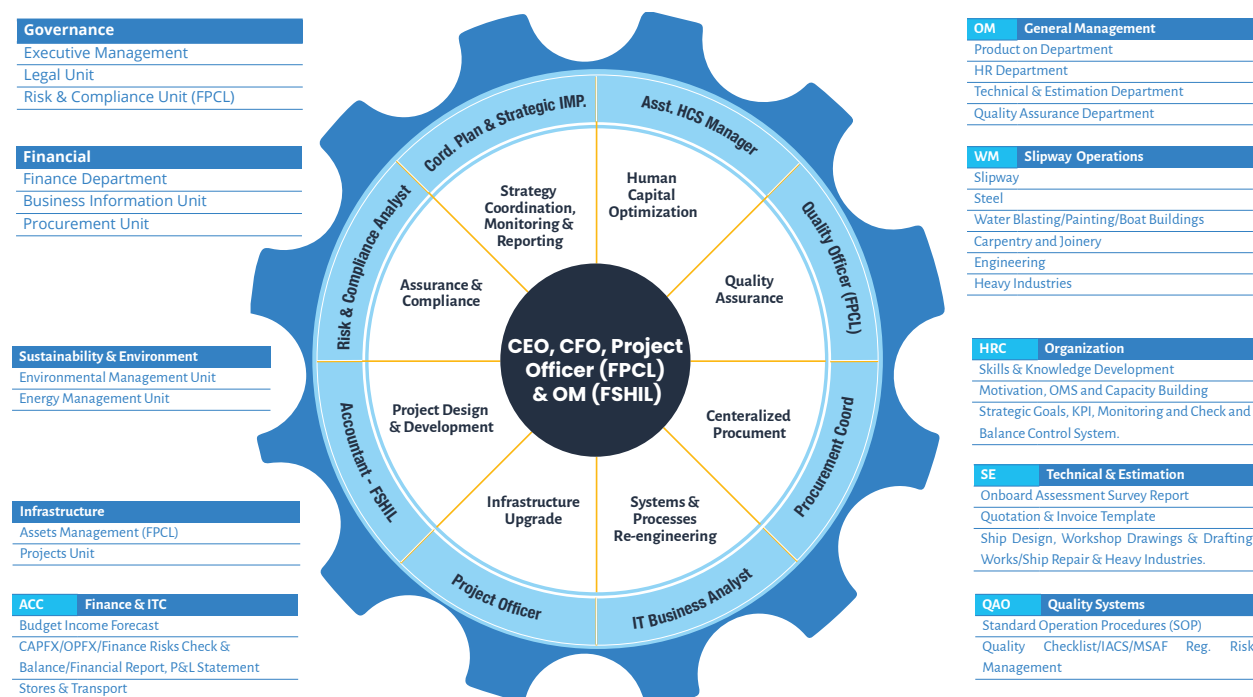 Governance
Executive Management
Legal Unit
Risk & Compliance Unit (FPCL)
Financial
Finance Department
Business Information Unit
Procurement Unit
Sustainability & Environment
Environmental Management Unit
Energy Management Unit
Infrastructure
Assets Management (FPCL)
Projects Unit
ACC Finance & ITC
Budget Income Forecast
CAPFX/OPFX/Finance Risks Check &
Balance/Financial Report, P&L Statement
Stores & Transport
Cord. Plan & Strategic IMP.
Asst. HCS Manager
Quality Officer (FPCL)
Procurement Coord
IT Business Analyst
Project Officer
Accountant - FSHIL
Risk & Compliance Analyst
Strategy
Coordination,
Monitoring &
Reporting
Human
Capital
Optimization
Quality
Assurance
Centeralized
Procument
Systems &
Processes
Re-engineering
Infrastructure
Upgrade
Project Design
& Development
Assurance &
Compliance
CEO, CFO, Project
Officer (FPCL)
& OM (FSHIL)
OM General Management
Product on Department
HR Department
Technical & Estimation Department
Quality Assurance Department
WM Slipway Operations
Slipway
Steel
Water Blasting/Painting/Boat Buildings
Carpentry and Joinery
Engineering
Heavy Industries
HRC Organization
Skills & Knowledge Development
Motivation, OMS and Capacity Building
Strategic Goals, KPI, Monitoring and Check and
Balance Control System.
SE Technical & Estimation
Onboard Assessment Survey Report
Quotation & Invoice Template
Ship Design, Workshop Drawings & Drafting
Works/Ship Repair & Heavy Industries.
QAO Quality Systems
Standard Operation Procedures (SOP)
Quality Checklist/IACS/MSAF Reg. Risk
Management